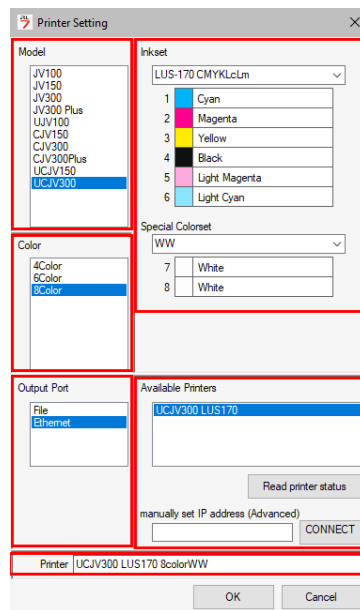 Printer Setting
Model
JV100
JV150
JV300
JV300 Plus
UJV100
CJV150
CJV300
CJV300Plus
UCJV150
UCJV300
Inkset
LUS-170 CMYKLcLm
1 Cyan
2 Magenta
3 Yellow
4 Black
5 Light Magenta
6 Light Cyan
Special Colorset
WW
7 White
8 White
Color
4Color
6Color
8Color
Output Port
File
Ethernet
Available Printers
UCJV300 LUS170
Read printer status
manually set IP address (Advanced)
CONNECT
Printer UCJV300 LUS170 8colorWW
OK Cancel